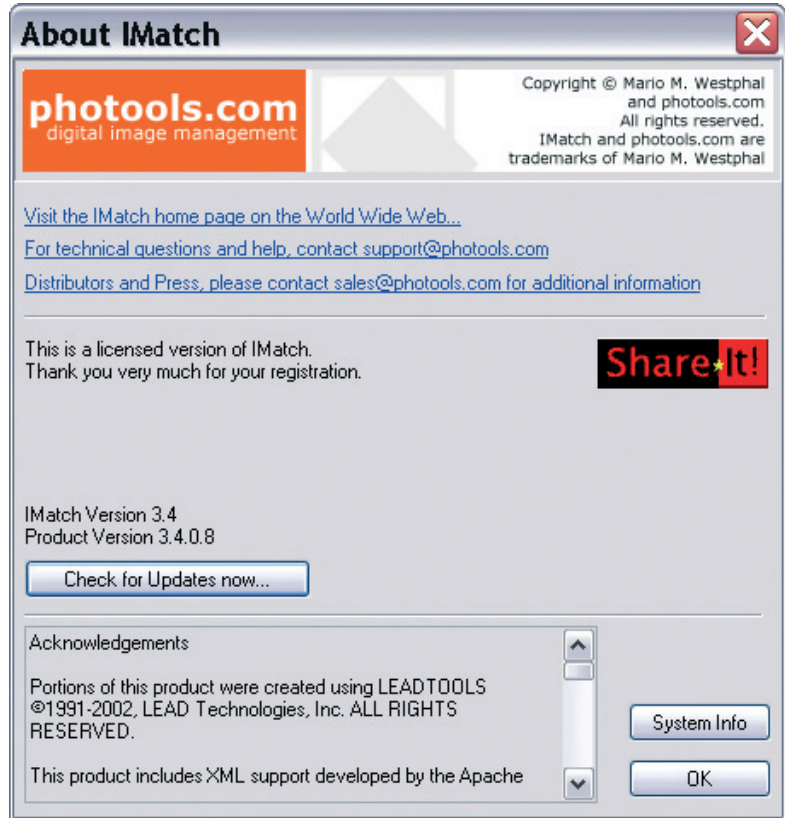 About IMatch
photools.com
digital image management
Copyright © Mario M. Westphal
and photools.com
All rights reserved.
IMatch and photools.com are
trademarks of Mario M. Westphal
Visit the IMatch home page on the World Wide Web...
For technical questions and help, contact support@photools.com
Distributors and Press, please contact sales@photools.com for additional information
This is a licensed version of IMatch.
Thank you very much for your registration.
Share It!
IMatch Version 3.4
Product Version 3.4.0.8
Check for Updates now...
Acknowledgements
Portions of this product were created using LEADTOOLS
©1991-2002, LEAD Technologies, Inc. ALL RIGHTS
RESERVED.
This product includes XML support developed by the Apache
System Info
OK